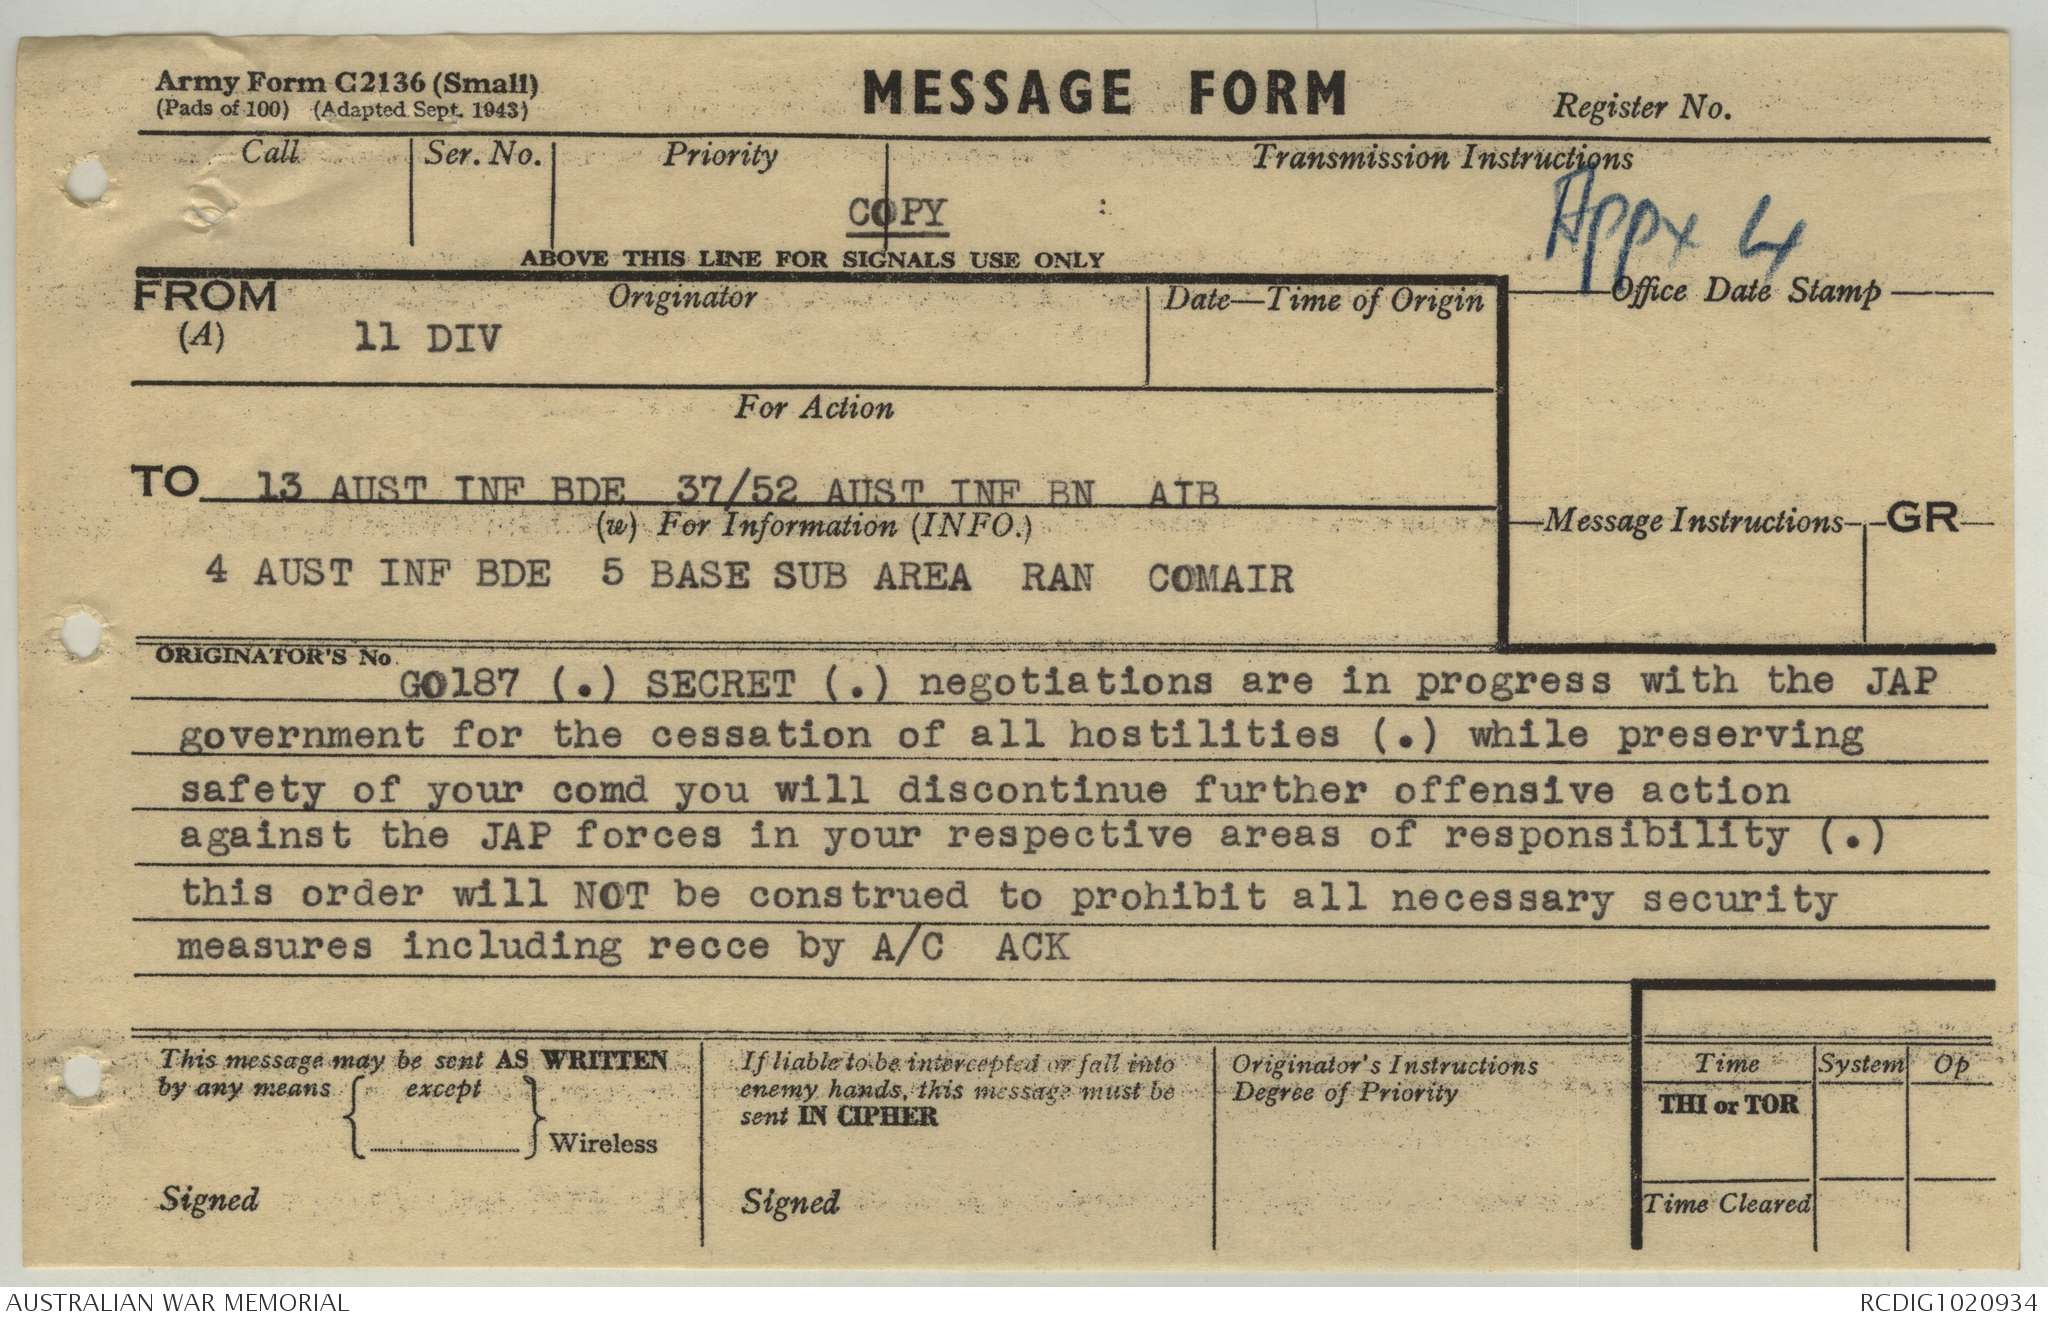 Army Form C2136 (Small)
(Pads of 100) (Adapted Sept. 1943)
MESSAGE FORM
Register No.
Call Ser. No. Priority Transmission Instructions
COPY :
Appx 4
ABOVE THIS LINE FOR SIGNALS USE ONLY
FROM Originator Date—Time of Origin Office Date Stamp
(A) 11 DIV
For Action
TO 13 AUST INF BDE 37/52 AUST INF BN AIB
(w) For Information (INFO.) Message Instructions GR
4 AUST INF BDE 5 BASE SUB AREA RAN COMAIR
ORIGINATOR'S No
GO187 (.) SECRET (.) negotiations are in progress with the JAP
government for the cessation of all hostilities (.) while preserving
safety of your comd you will discontinue further offensive action
against the JAP forces in your respective areas of responsibility (.)
this order will NOT be construed to prohibit all necessary security
measures including recce by A/C ACK
This message may be sent AS WRITTEN
by any means { except
} Wireless
Signed
If liable to be intercepted or fall into
enemy hands, this message must be
sent IN CIPHER
Signed
Originator's Instructions
Degree of Priority
Time System Op
THI or TOR
Time Cleared
AUSTRALIAN WAR MEMORIAL RCDIG1020934